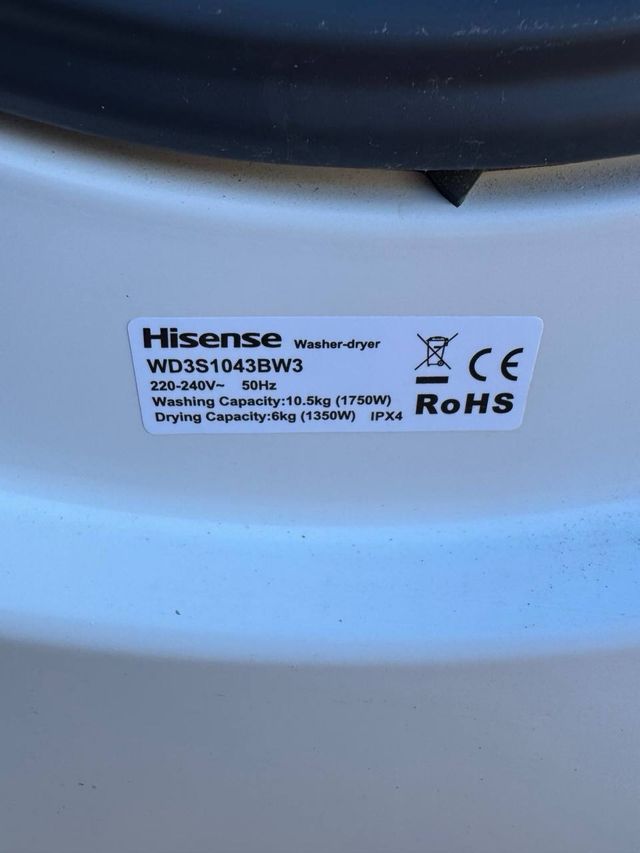 Hisense Washer-dryer
WD3S1043BW3
220-240V~ 50Hz
Washing Capacity:10.5kg (1750W)
Drying Capacity:6kg (1350W) IPX4
CE
RoHS